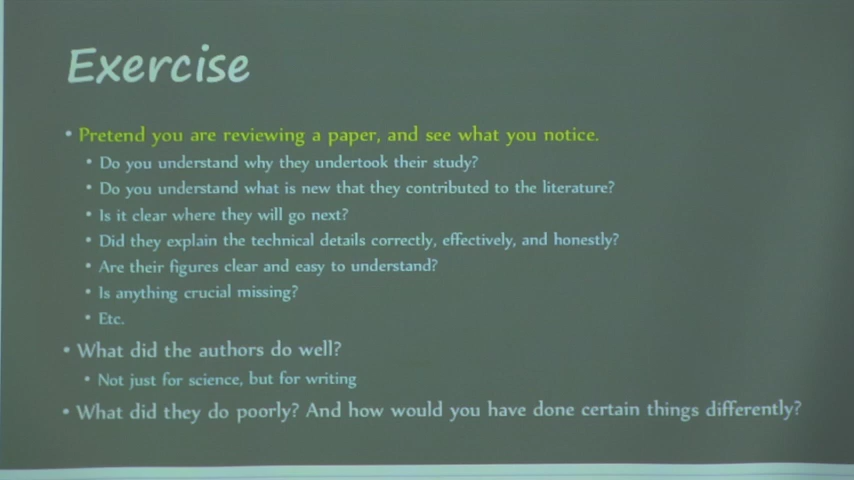 Exercise
• Pretend you are reviewing a paper, and see what you notice.
• Do you understand why they undertook their study?
• Do you understand what is new that they contributed to the literature?
• Is it clear where they will go next?
• Did they explain the technical details correctly, effectively, and honestly?
• Are their figures clear and easy to understand?
• Is anything crucial missing?
• Etc.
• What did the authors do well?
• Not just for science, but for writing
• What did they do poorly? And how would you have done certain things differently?